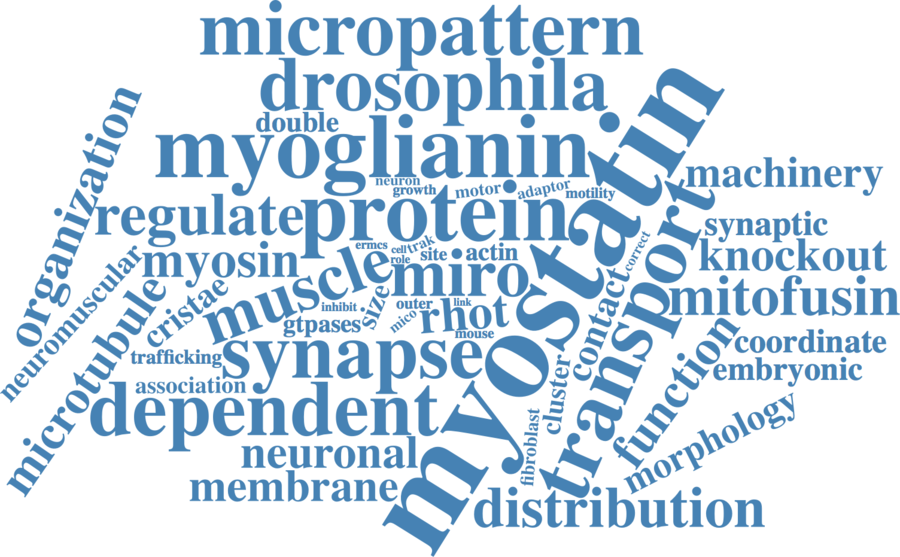 micropattern
drosophila
double
myoglianin
organization
neuron
growth
motor
adaptor
motility
machinery
regulate
protein
myostatin
synaptic
ermcs
cell
trak
role
site
actin
correct
knockout
myosin
muscle
miro
transport
neuromuscular
cristae
size
inhibit
outer
link
mico
rhot
contact
mitofusin
gtpases
mouse
microtubule
trafficking
synapse
coordinate
embryonic
association
dependent
cluster
function
fibroblast
morphology
neuronal
membrane
distribution